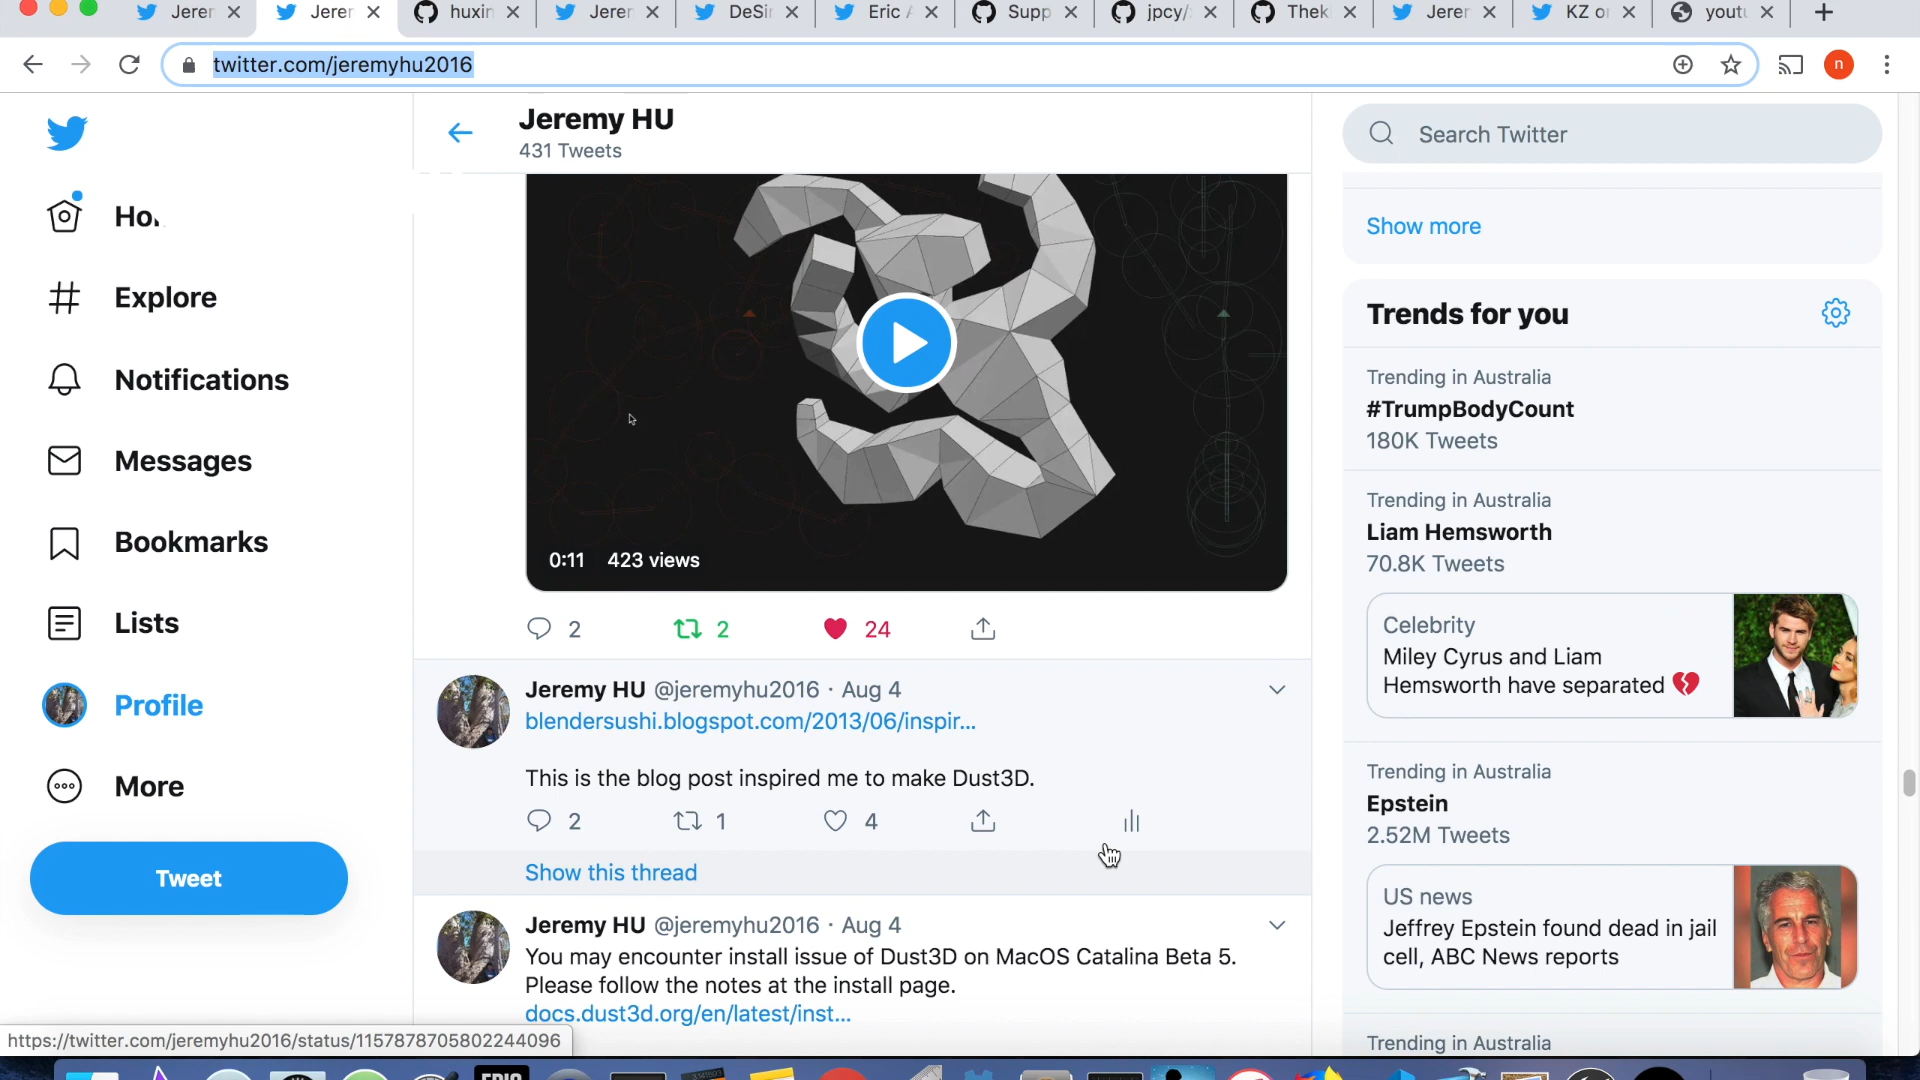 Jerer
Jerer
huxin
Jerer
DeSi
Eric
Supp
jpcy/
Thek
Jerer
KZ o
yout
twitter.com/jeremyhu2016
n
Jeremy HU
431 Tweets
Search Twitter
Ho
Explore
Notifications
Messages
Bookmarks
Lists
Profile
More
Tweet
0:11 423 views
2 2 24
Jeremy HU @jeremyhu2016 · Aug 4
blendersushi.blogspot.com/2013/06/inspir...
This is the blog post inspired me to make Dust3D.
2 1 4
Show this thread
Jeremy HU @jeremyhu2016 · Aug 4
You may encounter install issue of Dust3D on MacOS Catalina Beta 5.
Please follow the notes at the install page.
docs.dust3d.org/en/latest/inst...
Show more
Trends for you
Trending in Australia
#TrumpBodyCount
180K Tweets
Trending in Australia
Liam Hemsworth
70.8K Tweets
Celebrity
Miley Cyrus and Liam
Hemsworth have separated 💔
Trending in Australia
Epstein
2.52M Tweets
US news
Jeffrey Epstein found dead in jail
cell, ABC News reports
Trending in Australia
https://twitter.com/jeremyhu2016/status/1157878705802244096
EPIC